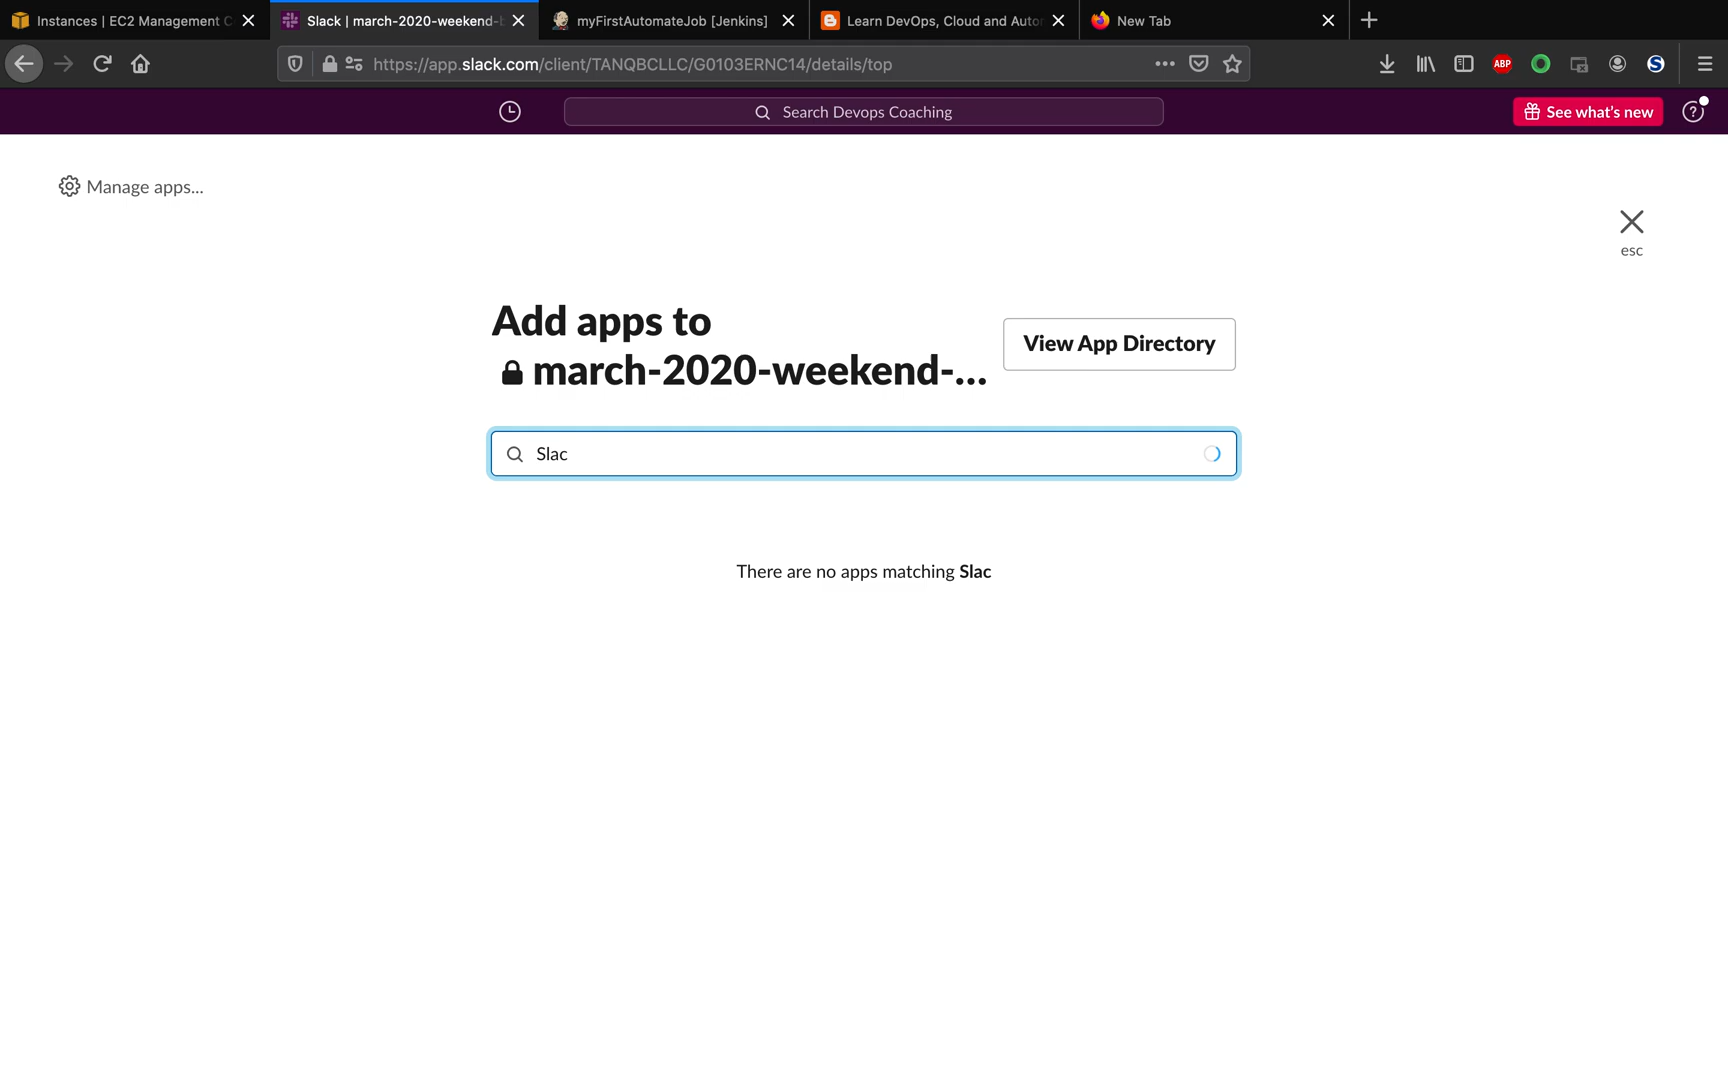 Instances | EC2 Management C
Slack | march-2020-weekend-b
myFirstAutomateJob [Jenkins]
Learn DevOps, Cloud and Autor
New Tab
https://app.slack.com/client/TANQBCLLC/G0103ERNC14/details/top
ABP
S
Search Devops Coaching
See what's new
?
Manage apps...
esc
Add apps to
march-2020-weekend-...
View App Directory
Slac
There are no apps matching Slac